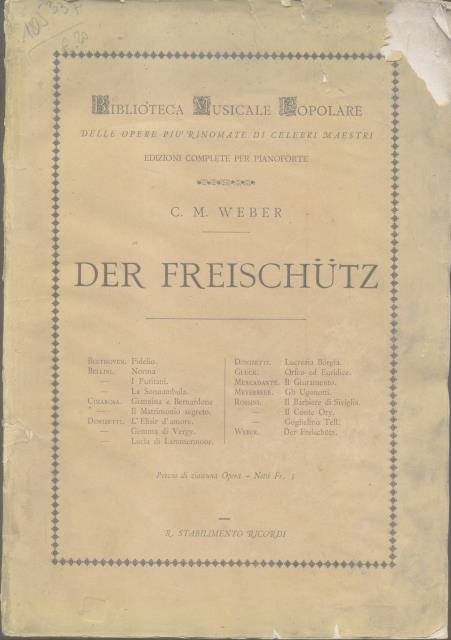 105337
€ 20
BIBLIOTECA MUSICALE POPOLARE
DELLE OPERE PIU' RINOMATE DI CELEBRI MAESTRI
EDIZIONI COMPLETE PER PIANOFORTE
C. M. WEBER
DER FREISCHÜTZ
BEETHOVEN. Fidelio.
BELLINI. Norma
— I Puritani.
— La Sonnambula.
CIMAROSA. Giannina e Bernardone
— Il Matrimonio segreto.
DONIZETTI. L'Elisir d'amore.
— Gemma di Vergy.
Lucia di Lammermoor.
DONIZETTI. Lucrezia Borgia.
GLUCK. Orfeo ed Euridice.
MERCADANTE. Il Giuramento.
MEYERBEER. Gli Ugonotti.
ROSSINI. Il Barbiere di Siviglia.
— Il Conte Ory.
— Guglielmo Tell.
WEBER. Der Freischütz.
Prezzo di ciascuna Opera - Netti Fr. 5
R. STABILIMENTO RICORDI